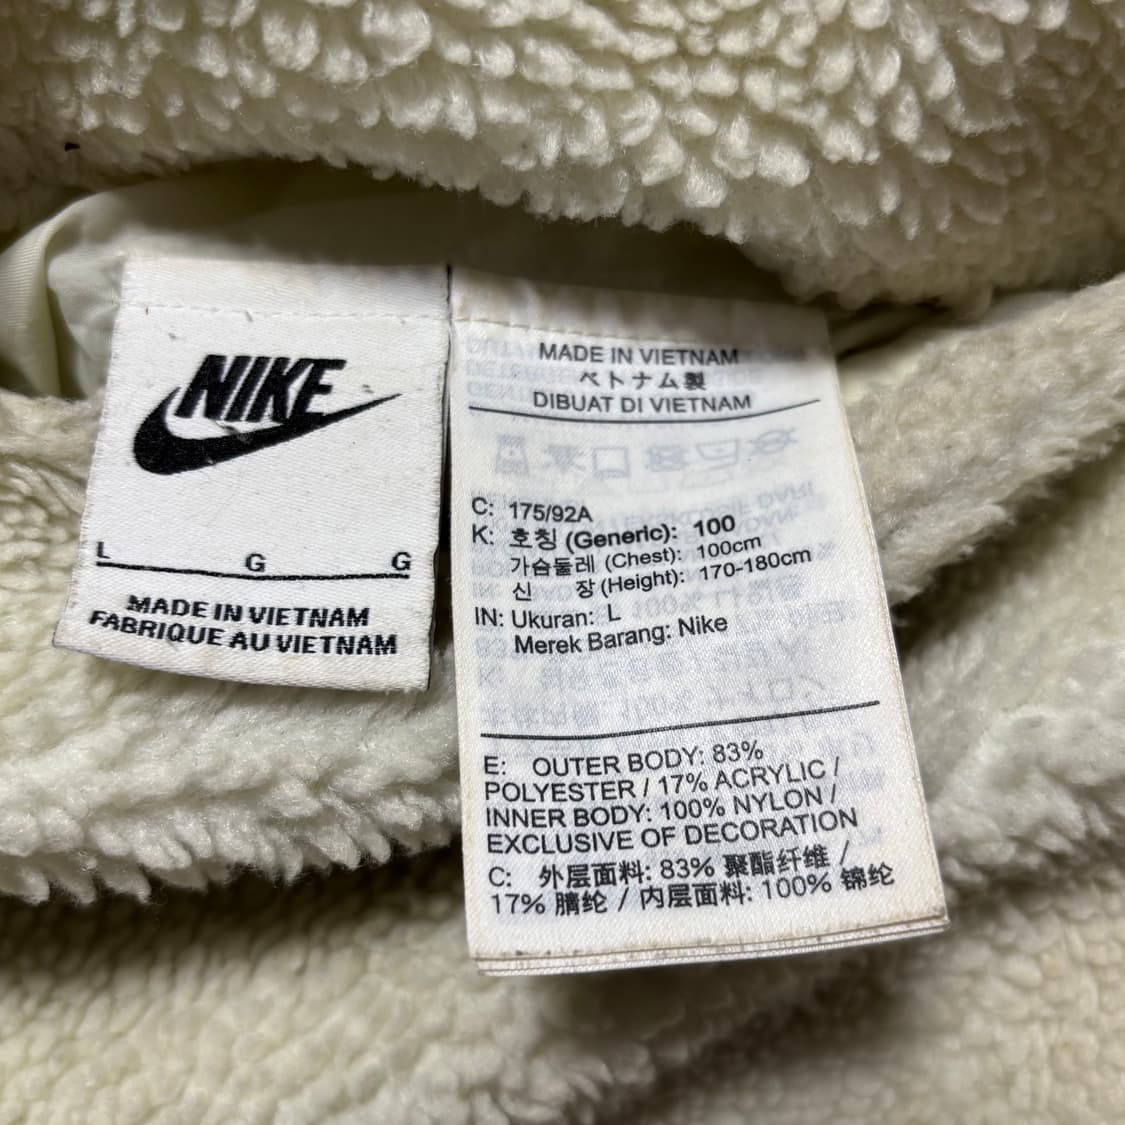 NIKE
L G G
MADE IN VIETNAM
FABRIQUE AU VIETNAM
MADE IN VIETNAM
ベトナム製
DIBUAT DI VIETNAM
C: 175/92A
K: 호칭 (Generic): 100
가슴둘레 (Chest): 100cm
신 장 (Height): 170-180cm
IN: Ukuran: L
Merek Barang: Nike
E: OUTER BODY: 83%
POLYESTER / 17% ACRYLIC /
INNER BODY: 100% NYLON /
EXCLUSIVE OF DECORATION
C: 外层面料: 83% 聚酯纤维 /
17% 腈纶 / 内层面料: 100% 锦纶